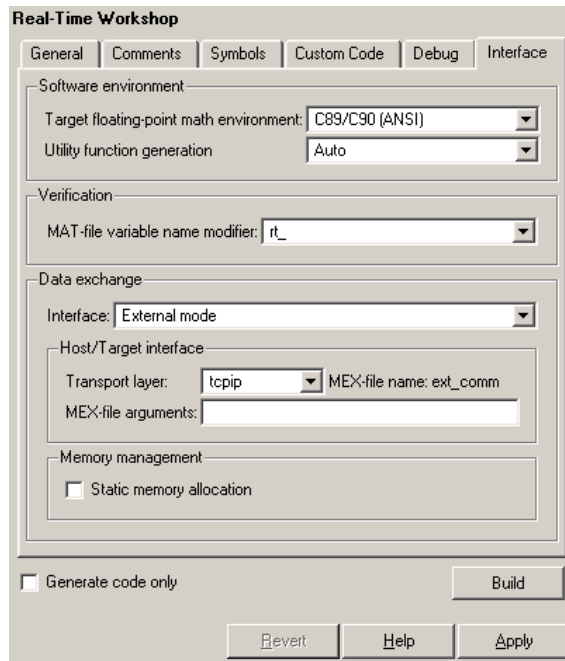 Real-Time Workshop
General Comments Symbols Custom Code Debug Interface
Software environment
Target floating-point math environment: C89/C90 (ANSI)
Utility function generation Auto
Verification
MAT-file variable name modifier: rt_
Data exchange
Interface: External mode
Host/Target interface
Transport layer: tcpip MEX-file name: ext_comm
MEX-file arguments:
Memory management
Static memory allocation
Generate code only Build
Revert Help Apply